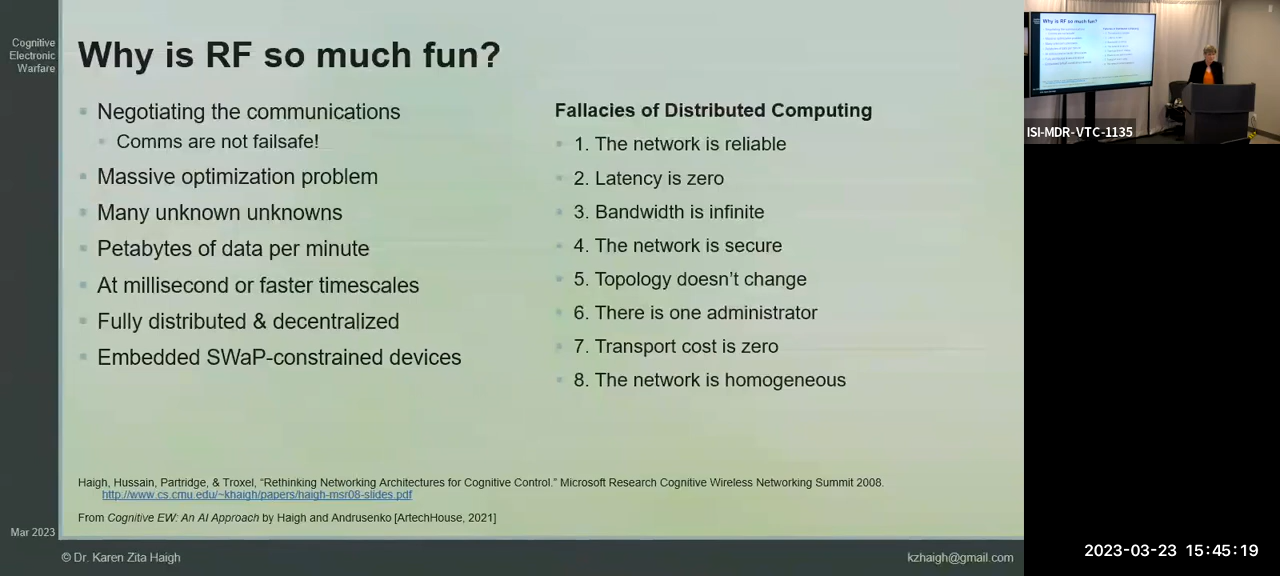 Cognitive
Electronic
Warfare
Why is RF so much fun?
Negotiating the communications
Comms are not failsafe!
Massive optimization problem
Many unknown unknowns
Petabytes of data per minute
At millisecond or faster timescales
Fully distributed & decentralized
Embedded SWaP-constrained devices
Fallacies of Distributed Computing
1. The network is reliable
2. Latency is zero
3. Bandwidth is infinite
4. The network is secure
5. Topology doesn’t change
6. There is one administrator
7. Transport cost is zero
8. The network is homogeneous
Haigh, Hussain, Partridge, & Troxel, “Rethinking Networking Architectures for Cognitive Control.” Microsoft Research Cognitive Wireless Networking Summit 2008.
http://www.cs.cmu.edu/~khaigh/papers/haigh-msr08-slides.pdf
From Cognitive EW: An AI Approach by Haigh and Andrusenko [ArtechHouse, 2021]
Mar 2023
© Dr. Karen Zita Haigh
kzhaigh@gmail.com
Why is RF so much fun?
ISI-MDR-VTC-1135
2023-03-23 15:45:19